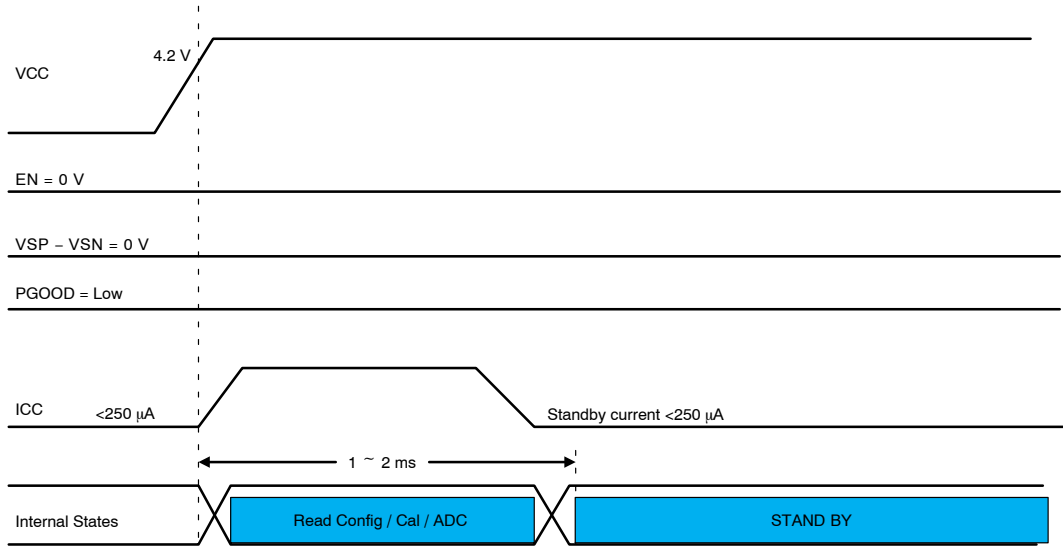 4.2 V
VCC
EN = 0 V
VSP − VSN = 0 V
PGOOD = Low
ICC <250 μA Standby current <250 μA
1 ~ 2 ms
Internal States Read Config / Cal / ADC STAND BY